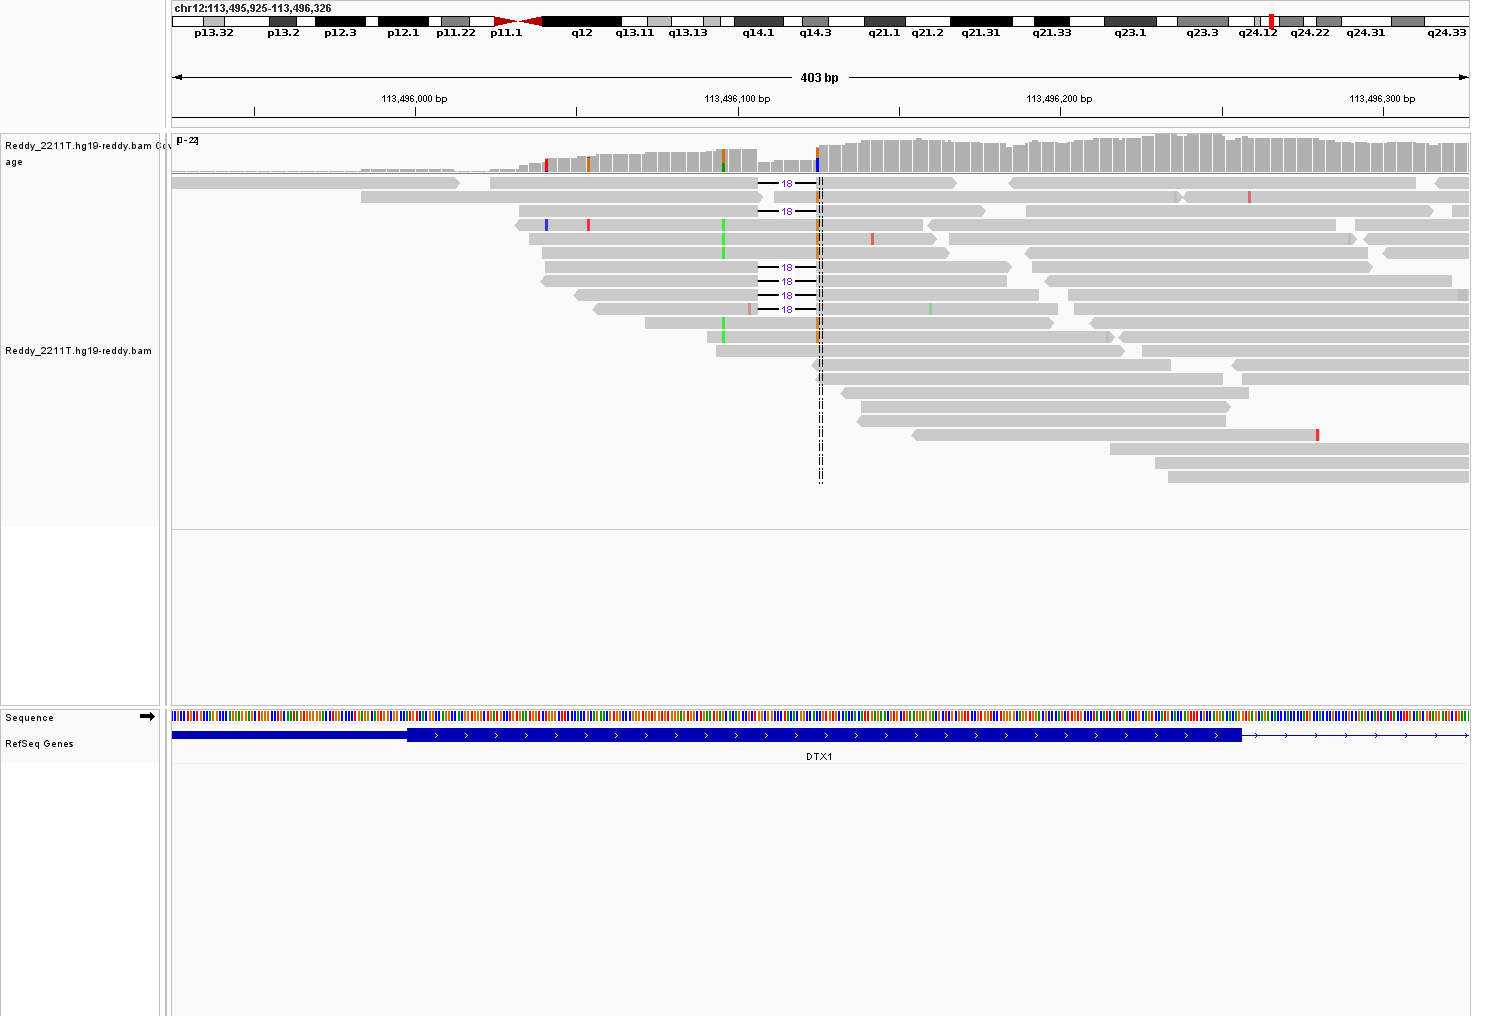 chr12:113,495,925-113,496,326
p13.32 p13.2 p12.3 p12.1 p11.22 p11.1 q12 q13.11 q13.13 q14.1 q14.3 q21.1 q21.2 q21.31 q21.33 q23.1 q23.3 q24.12 q24.22 q24.31 q24.33
403 bp
113,496,000 bp 113,496,100 bp 113,496,200 bp 113,496,300 bp
Reddy_2211T.hg19-reddy.bam Cov
age
[0-22]
18
18
18
18
18
18
Reddy_2211T.hg19-reddy.bam
Sequence
RefSeq Genes
DTX1